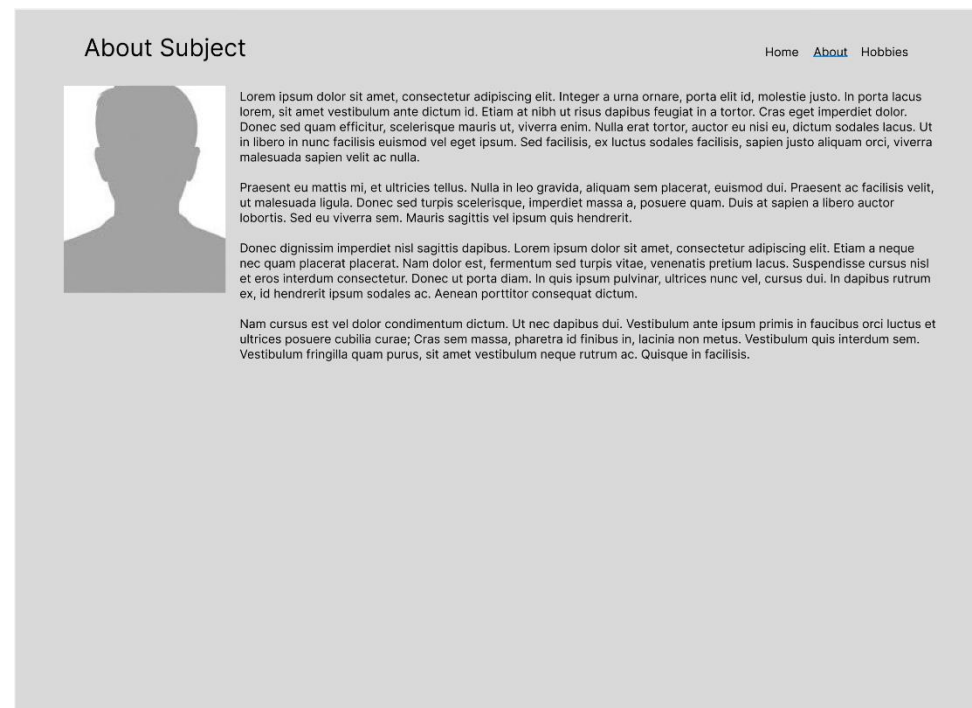 About Subject
Home About Hobbies
Lorem ipsum dolor sit amet, consectetur adipiscing elit. Integer a urna ornare, porta elit id, molestie justo. In porta lacus
lorem, sit amet vestibulum ante dictum id. Etiam at nibh ut risus dapibus feugiat in a tortor. Cras eget imperdiet dolor.
Donec sed quam efficitur, scelerisque mauris ut, viverra enim. Nulla erat tortor, auctor eu nisi eu, dictum sodales lacus. Ut
in libero in nunc facilisis euismod vel eget ipsum. Sed facilisis, ex luctus sodales facilisis, sapien justo aliquam orci, viverra
malesuada sapien velit ac nulla.
Praesent eu mattis mi, et ultricies tellus. Nulla in leo gravida, aliquam sem placerat, euismod dui. Praesent ac facilisis velit,
ut malesuada ligula. Donec sed turpis scelerisque, imperdiet massa a, posuere quam. Duis at sapien a libero auctor
lobortis. Sed eu viverra sem. Mauris sagittis vel ipsum quis hendrerit.
Donec dignissim imperdiet nisl sagittis dapibus. Lorem ipsum dolor sit amet, consectetur adipiscing elit. Etiam a neque
nec quam placerat placerat. Nam dolor est, fermentum sed turpis vitae, venenatis pretium lacus. Suspendisse cursus nisl
et eros interdum consectetur. Donec ut porta diam. In quis ipsum pulvinar, ultrices nunc vel, cursus dui. In dapibus rutrum
ex, id hendrerit ipsum sodales ac. Aenean porttitor consequat dictum.
Nam cursus est vel dolor condimentum dictum. Ut nec dapibus dui. Vestibulum ante ipsum primis in faucibus orci luctus et
ultrices posuere cubilia curae; Cras sem massa, pharetra id finibus in, lacinia non metus. Vestibulum quis interdum sem.
Vestibulum fringilla quam purus, sit amet vestibulum neque rutrum ac. Quisque in facilisis.